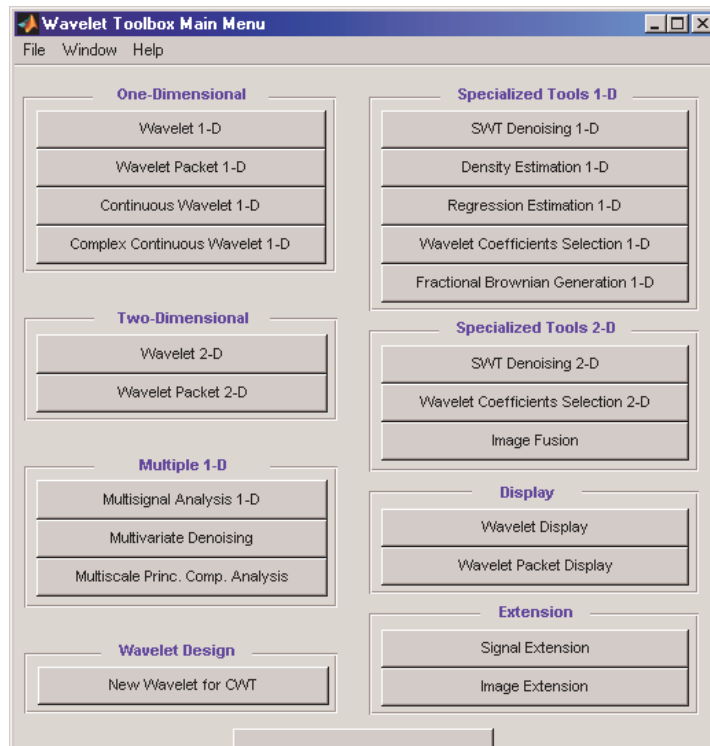 Wavelet Toolbox Main Menu
File Window Help
One-Dimensional
Wavelet 1-D
Wavelet Packet 1-D
Continuous Wavelet 1-D
Complex Continuous Wavelet 1-D
Two-Dimensional
Wavelet 2-D
Wavelet Packet 2-D
Multiple 1-D
Multisignal Analysis 1-D
Multivariate Denoising
Multiscale Princ. Comp. Analysis
Wavelet Design
New Wavelet for CWT
Specialized Tools 1-D
SWT Denoising 1-D
Density Estimation 1-D
Regression Estimation 1-D
Wavelet Coefficients Selection 1-D
Fractional Brownian Generation 1-D
Specialized Tools 2-D
SWT Denoising 2-D
Wavelet Coefficients Selection 2-D
Image Fusion
Display
Wavelet Display
Wavelet Packet Display
Extension
Signal Extension
Image Extension